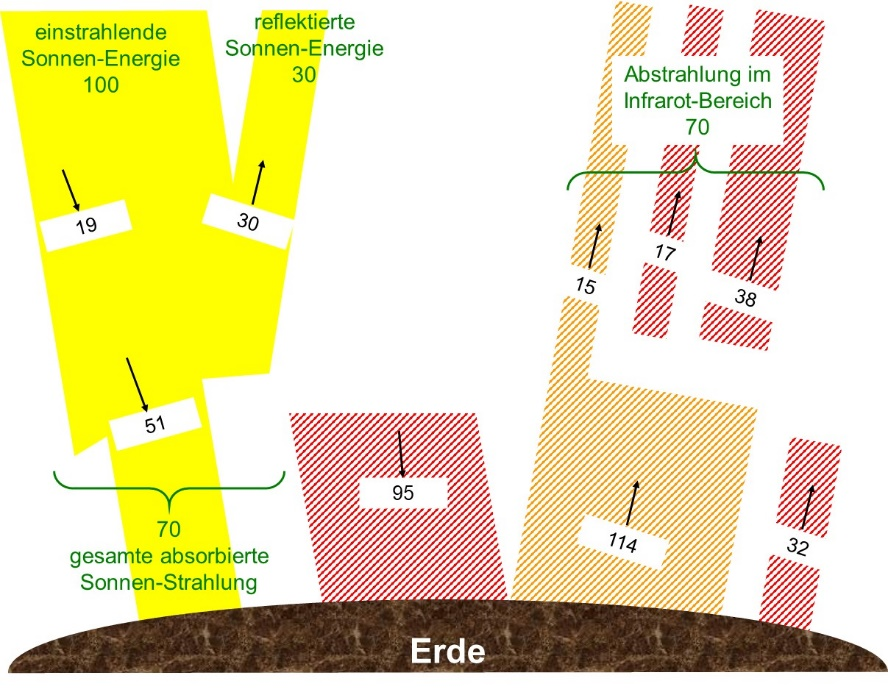 einstrahlende
Sonnen-Energie
100
reflektierte
Sonnen-Energie
30
Abstrahlung im
Infrarot-Bereich
70
19
30
17
15
38
51
95
114
32
70
gesamte absorbierte
Sonnen-Strahlung
Erde